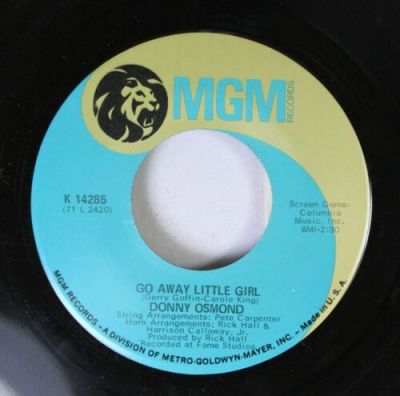 MGM
RECORDS
K 14285
(71 L 2420)
Screen Gems-
Columbia
Music, Inc.
BMI-2:30
GO AWAY LITTLE GIRL
(Gerry Goffin-Carole King)
DONNY OSMOND
String Arrangements: Pete Carpenter
Horn Arrangements: Rick Hall &
Harrison Calloway, Jr.
Produced by Rick Hall
Recorded at Fame Studios
MGM RECORDS - A DIVISION OF METRO-GOLDWYN-MAYER, INC. - Made in U.S.A.